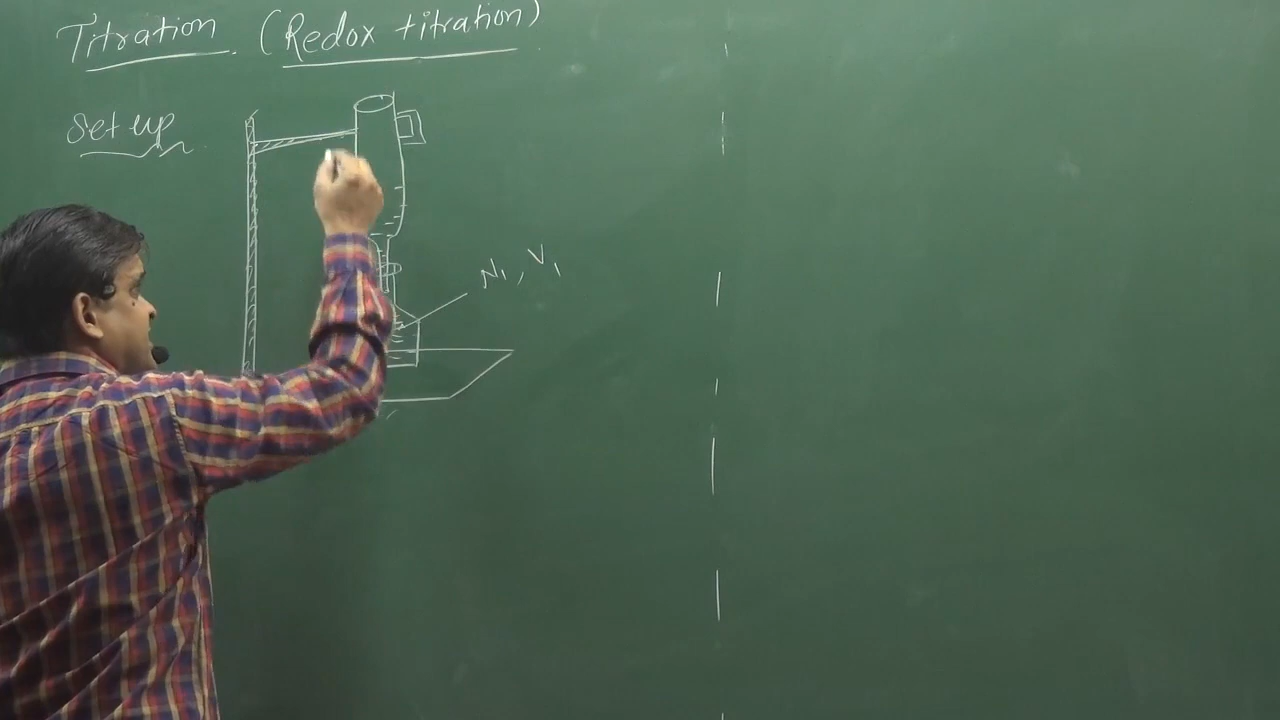 Titration (Redox titration)
Set up
N₁, V₁